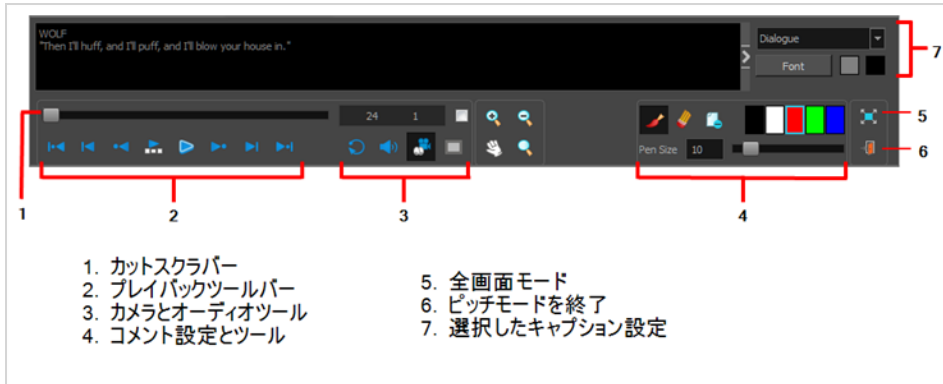 WOLF
"Then I'll huff, and I'll puff, and I'll blow your house in."
Dialogue
Font
7
24 1
5
Pen Size 10
6
1
2
3
4
1. カットスクラバー
2. プレイバックツールバー
3. カメラとオーディオツール
4. コメント設定とツール
5. 全画面モード
6. ピッチモードを終了
7. 選択したキャプション設定